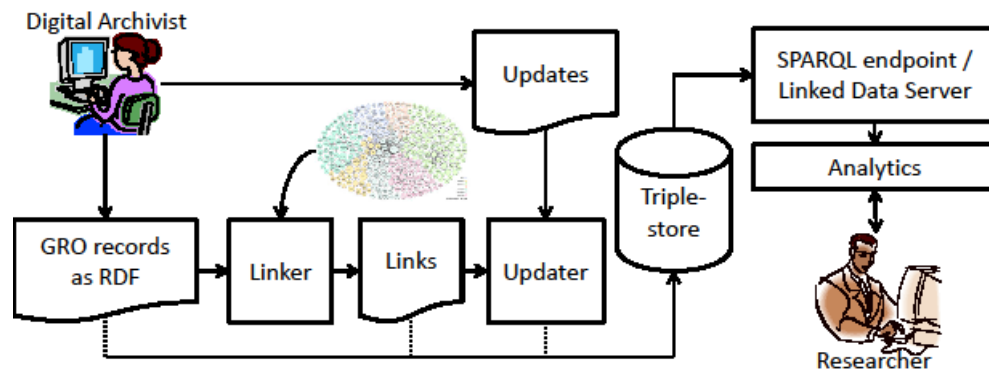 Digital Archivist
Updates
SPARQL endpoint /
Linked Data Server
Analytics
Triple-
store
GRO records
as RDF
Linker
Links
Updater
Researcher